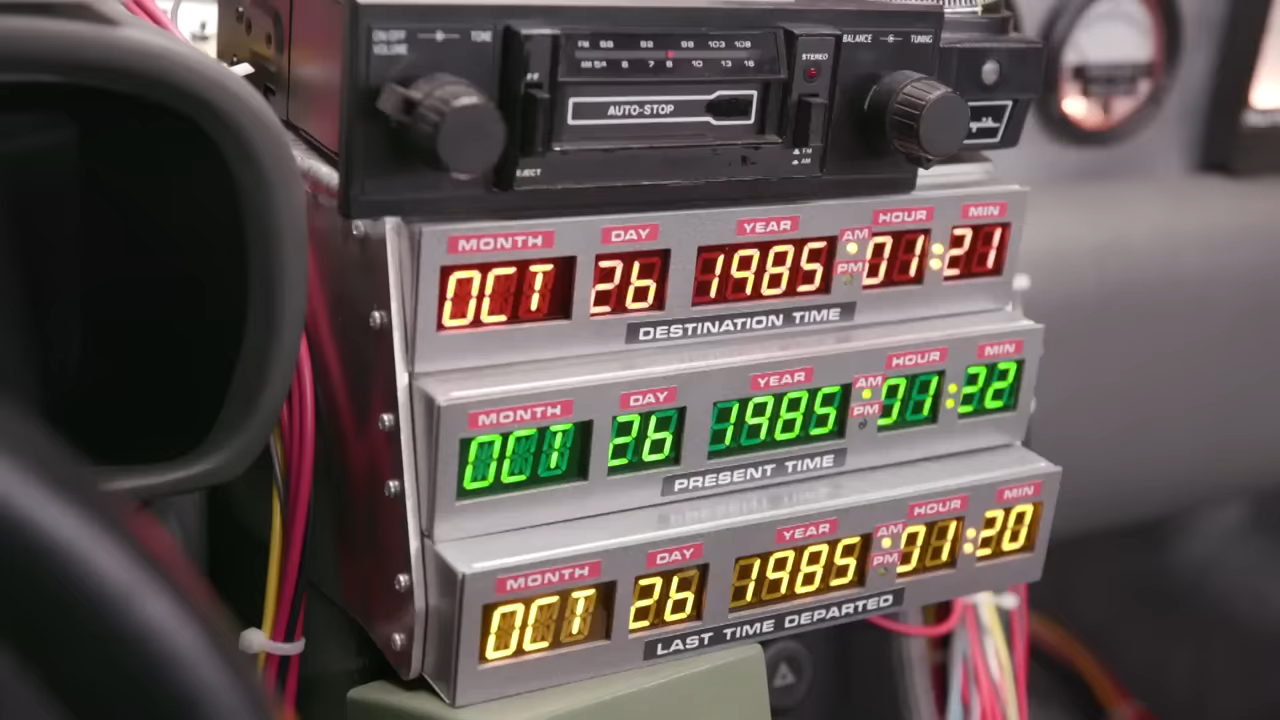 ON/OFF VOLUME TONE
BALANCE TUNING
FM 88 92 96 103 108
AM 54 6 7 8 10 13 16
STEREO
AUTO-STOP
EJECT
FM
AM
MONTH DAY YEAR AM PM HOUR MIN
OCT 26 1985 01:21
DESTINATION TIME
MONTH DAY YEAR AM PM HOUR MIN
OCT 26 1985 01:22
PRESENT TIME
MONTH DAY YEAR AM PM HOUR MIN
OCT 26 1985 01:20
LAST TIME DEPARTED